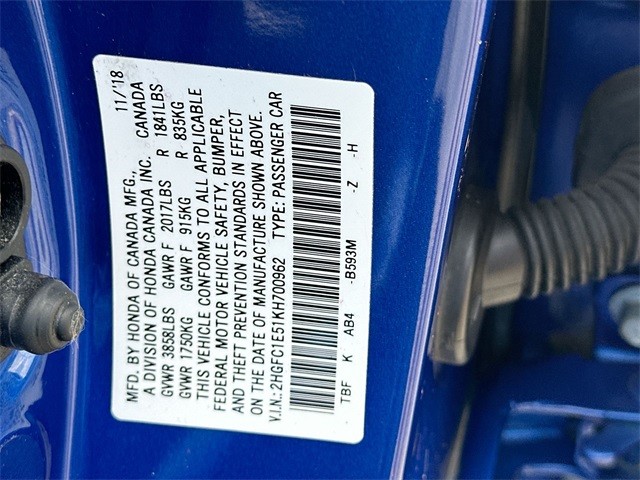 MFD. BY HONDA OF CANADA MFG., 11/'18
A DIVISION OF HONDA CANADA INC. CANADA
GVWR 3858LBS GAWR F 2017LBS R 1841LBS
GVWR 1750KG GAWR F 915KG R 835KG
THIS VEHICLE CONFORMS TO ALL APPLICABLE
FEDERAL MOTOR VEHICLE SAFETY, BUMPER,
AND THEFT PREVENTION STANDARDS IN EFFECT
ON THE DATE OF MANUFACTURE SHOWN ABOVE.
V.I.N.:2HGFC1E51KH700962 TYPE: PASSENGER CAR
TBF K AB4 -B593M -Z -H